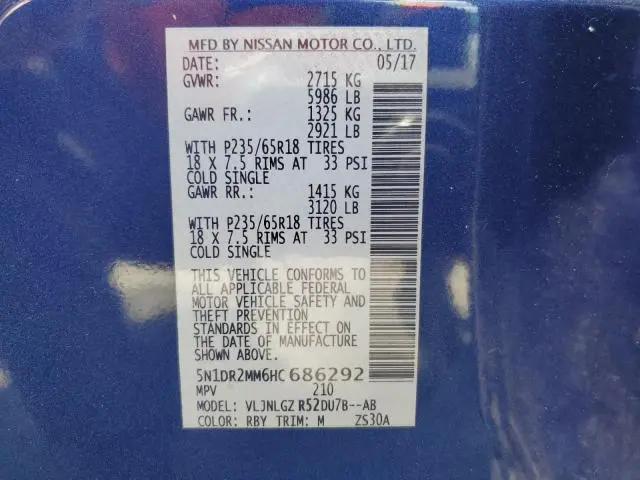 MFD BY NISSAN MOTOR CO., LTD.
DATE: 05/17
GVWR: 2715 KG
5986 LB
GAWR FR.: 1325 KG
2921 LB
WITH P235/65R18 TIRES
18 X 7.5 RIMS AT 33 PSI
COLD SINGLE
GAWR RR.: 1415 KG
3120 LB
WITH P235/65R18 TIRES
18 X 7.5 RIMS AT 33 PSI
COLD SINGLE
THIS VEHICLE CONFORMS TO
ALL APPLICABLE FEDERAL
MOTOR VEHICLE SAFETY AND
THEFT PREVENTION
STANDARDS IN EFFECT ON
THE DATE OF MANUFACTURE
SHOWN ABOVE.
5N1DR2MM6HC686292
MPV 210
MODEL: VLJNLGZ R52DU7B--AB
COLOR: RBY TRIM: M ZS30A